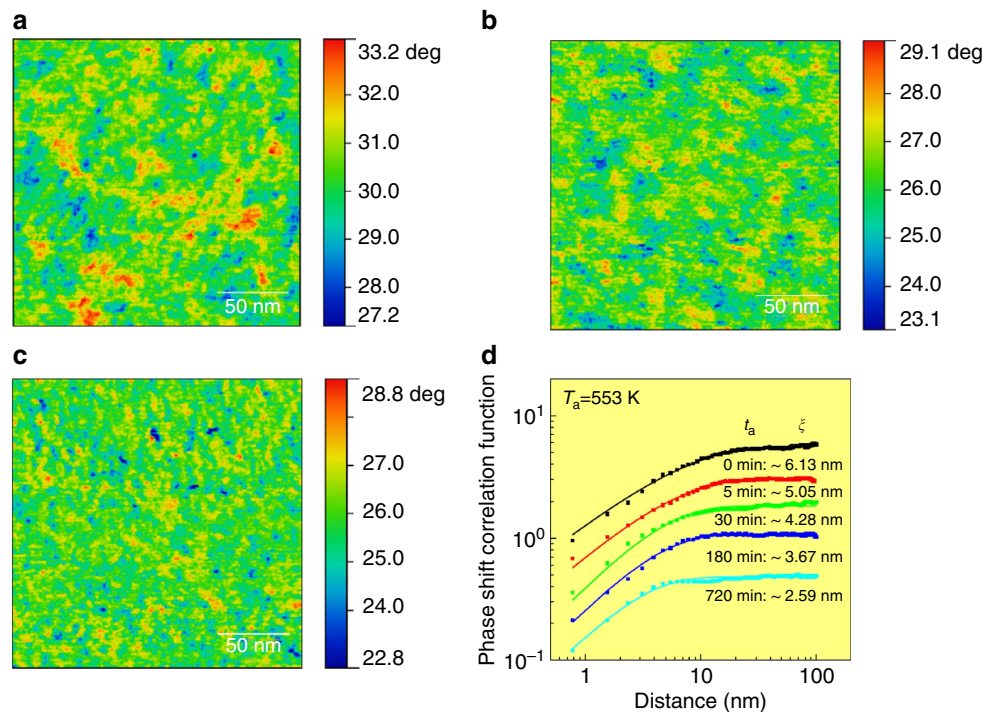 a
33.2 deg
32.0
31.0
30.0
29.0
28.0
27.2
50 nm
b
29.1 deg
28.0
27.0
26.0
25.0
24.0
23.1
50 nm
c
28.8 deg
27.0
26.0
25.0
24.0
22.8
50 nm
d
Phase shift correlation function
10¹
10⁰
10⁻¹
Tₐ=553 K
tₐ ξ
0 min: ~ 6.13 nm
5 min: ~ 5.05 nm
30 min: ~ 4.28 nm
180 min: ~ 3.67 nm
720 min: ~ 2.59 nm
1 10 100
Distance (nm)